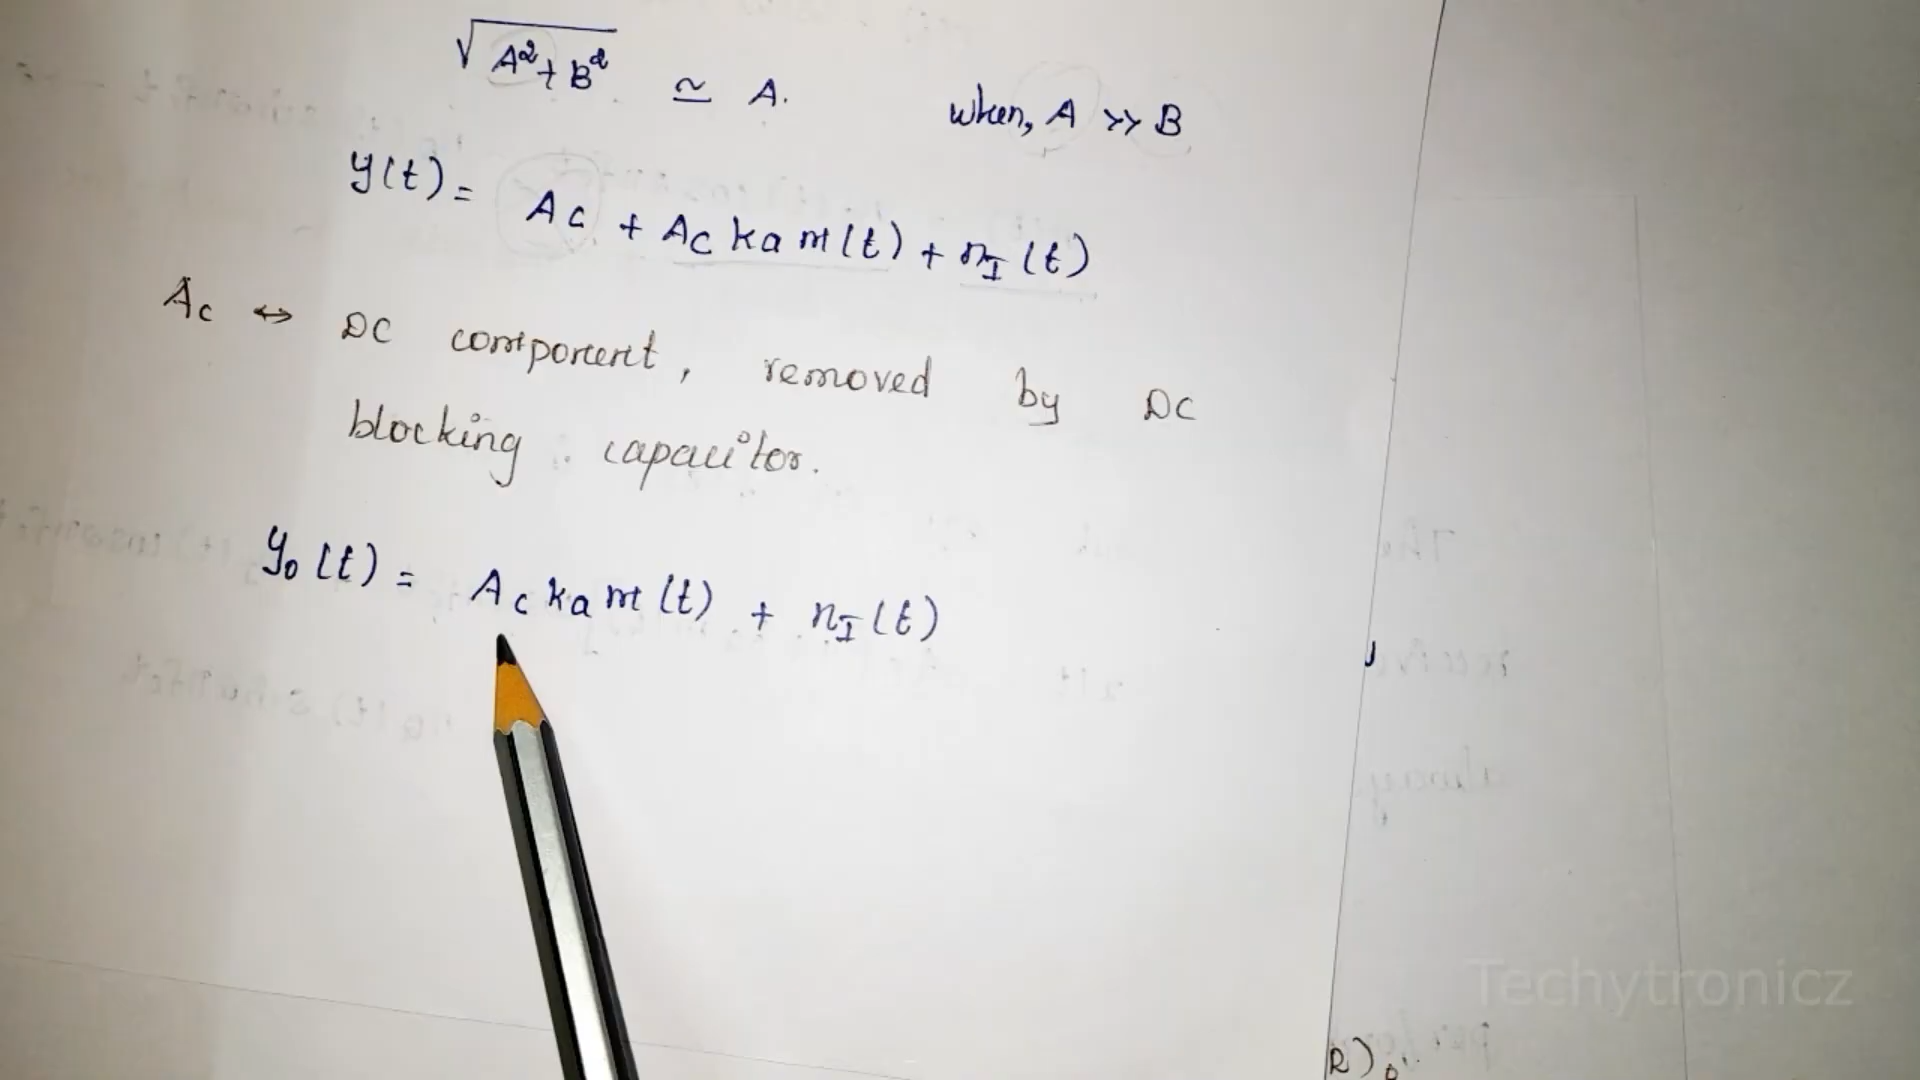 √(A² + B²) ≃ A. when, A >> B
y(t) = Ac + Ac ka m(t) + nI(t)
Ac ↔ DC component, removed by DC
blocking capacitor.
y0(t) = Ac ka m(t) + nI(t)
Techytronicz
R)